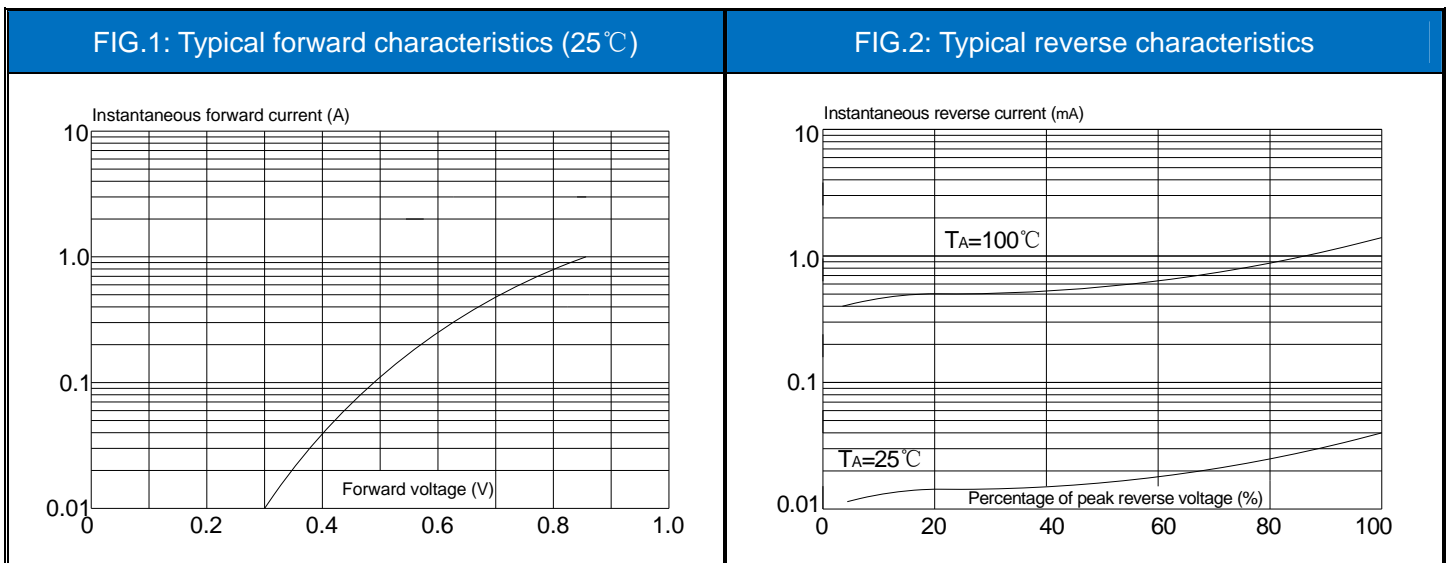 FIG.1: Typical forward characteristics (25℃)
FIG.2: Typical reverse characteristics
Instantaneous forward current (A)
10
1.0
0.1
0.01
Forward voltage (V)
0 0.2 0.4 0.6 0.8 1.0
Instantaneous reverse current (mA)
10
TA=100℃
1.0
0.1
TA=25℃
0.01
Percentage of peak reverse voltage (%)
0 20 40 60 80 100